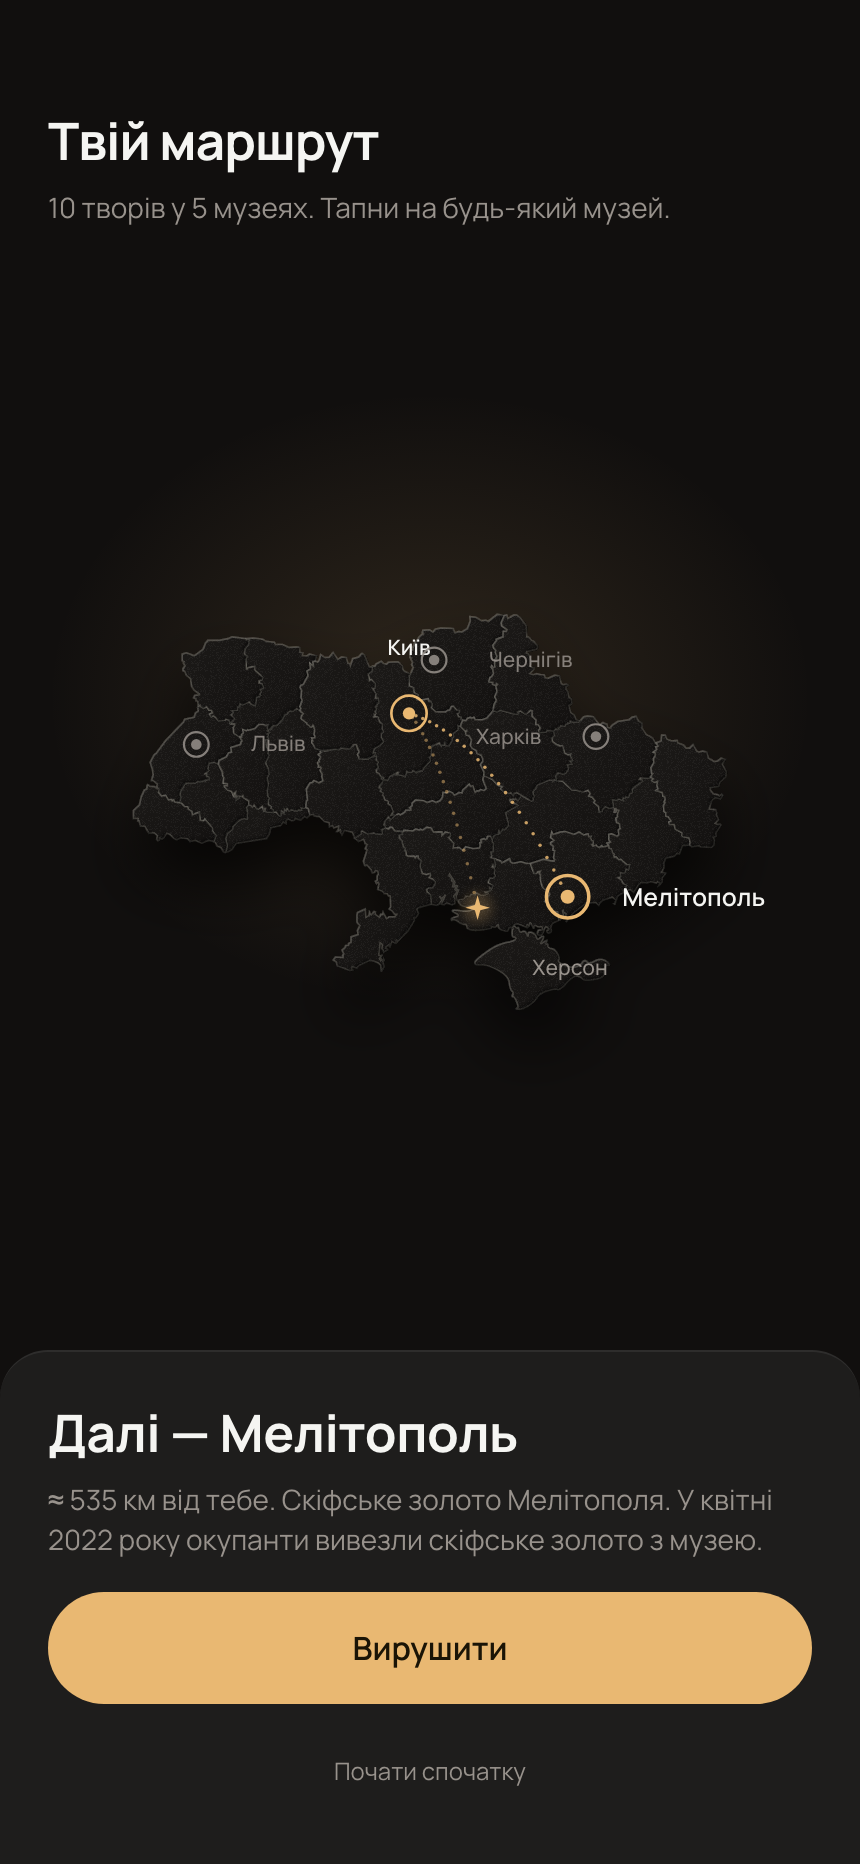 Твій маршрут
10 творів у 5 музеях. Тапни на будь-який музей.
Київ
Чернігів
Харків
Львів
Мелітополь
Херсон
Далі — Мелітополь
≈ 535 км від тебе. Скіфське золото Мелітополя. У квітні
2022 року окупанти вивезли скіфське золото з музею.
Вирушити
Почати спочатку